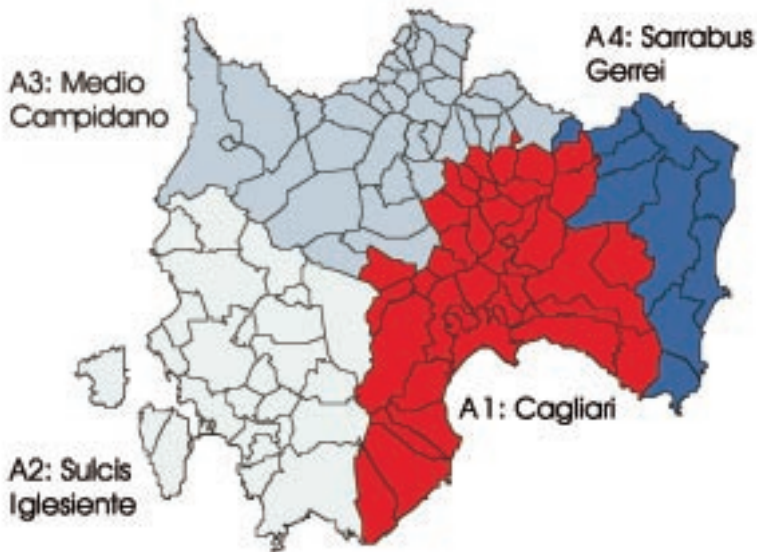 A4: Sarrabus
Gerrei
A3: Medio
Campidano
A1: Cagliari
A2: Sulcis
Iglesiente